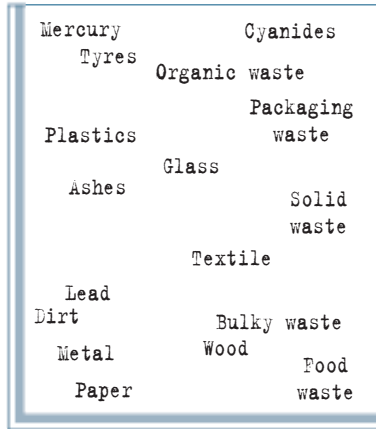 Mercury
Cyanides
Tyres
Organic waste
Packaging
waste
Plastics
Glass
Ashes
Solid
waste
Textile
Lead
Dirt
Bulky waste
Wood
Metal
Food
waste
Paper